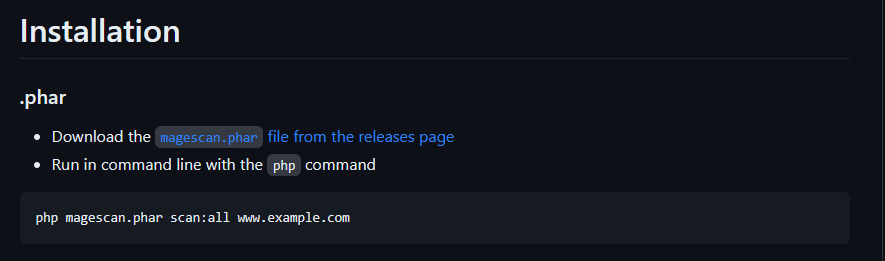 Installation
.phar
Download the magescan.phar file from the releases page
Run in command line with the php command
php magescan.phar scan:all www.example.com